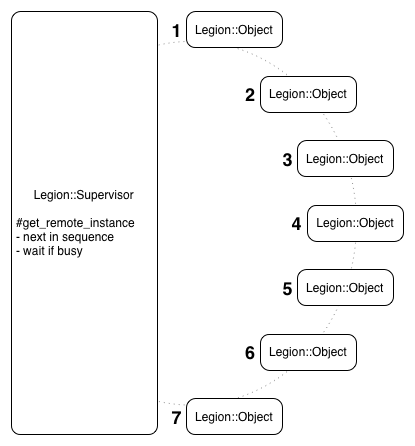 Legion::Supervisor
#get_remote_instance
- next in sequence
- wait if busy
1 Legion::Object
2 Legion::Object
3 Legion::Object
4 Legion::Object
5 Legion::Object
6 Legion::Object
7 Legion::Object